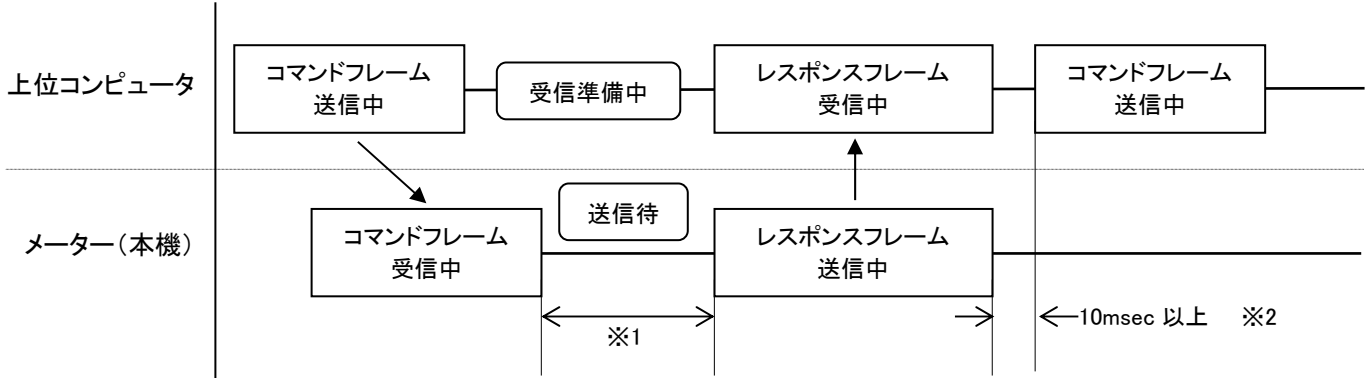 上位コンピュータ
コマンドフレーム
送信中
受信準備中
レスポンスフレーム
受信中
コマンドフレーム
送信中
メーター(本機)
コマンドフレーム
受信中
送信待
レスポンスフレーム
送信中
※1
10msec 以上 ※2